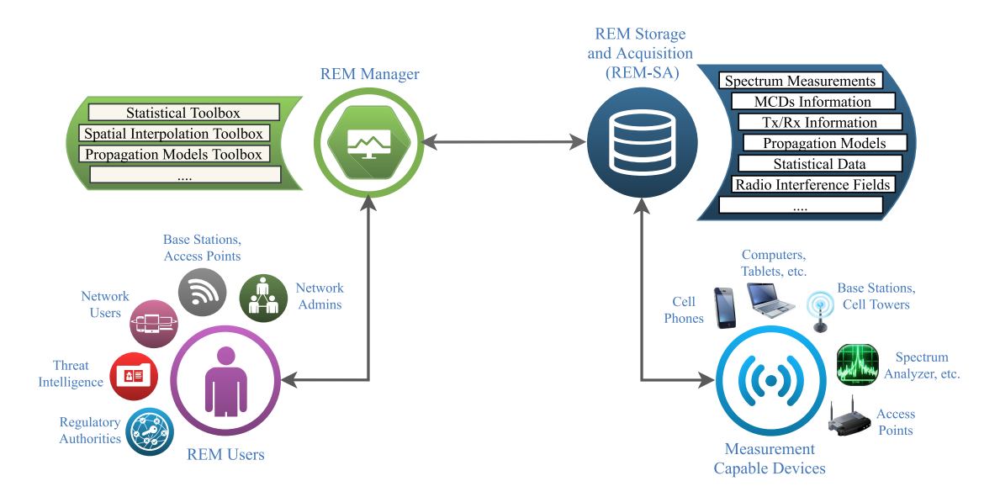 REM Manager
Statistical Toolbox
Spatial Interpolation Toolbox
Propagation Models Toolbox
....
REM Storage
and Acquisition
(REM-SA)
Spectrum Measurements
MCDs Information
Tx/Rx Information
Propagation Models
Statistical Data
Radio Interference Fields
....
Base Stations,
Access Points
Network
Admins
Network
Users
Threat
Intelligence
Regulatory
Authorities
REM Users
Computers,
Tablets, etc.
Cell
Phones
Base Stations,
Cell Towers
Spectrum
Analyzer, etc.
Access
Points
Measurement
Capable Devices